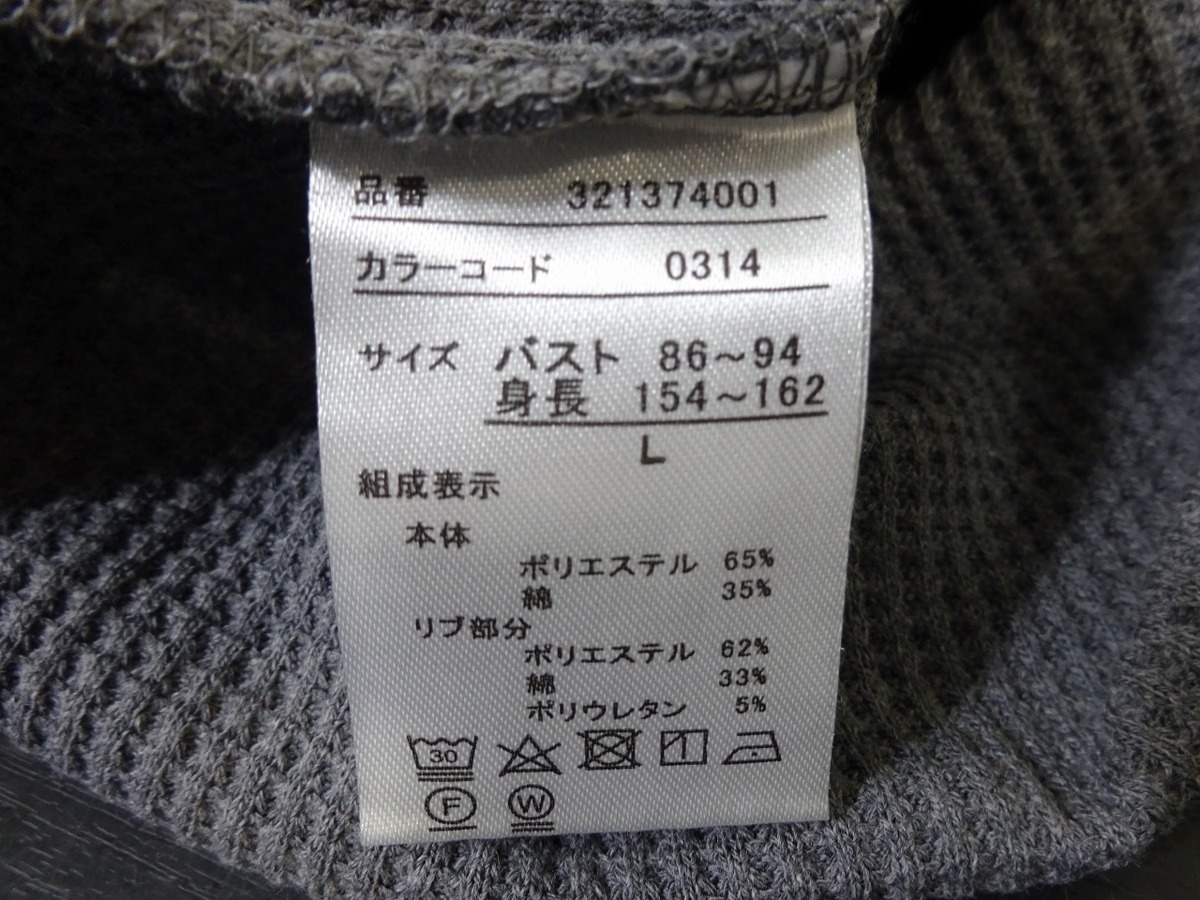 品番 321374001
カラーコード 0314
サイズ バスト 86～94
身長 154～162
L
組成表示
本体
ポリエステル 65%
綿 35%
リブ部分
ポリエステル 62%
綿 33%
ポリウレタン 5%
30
F W